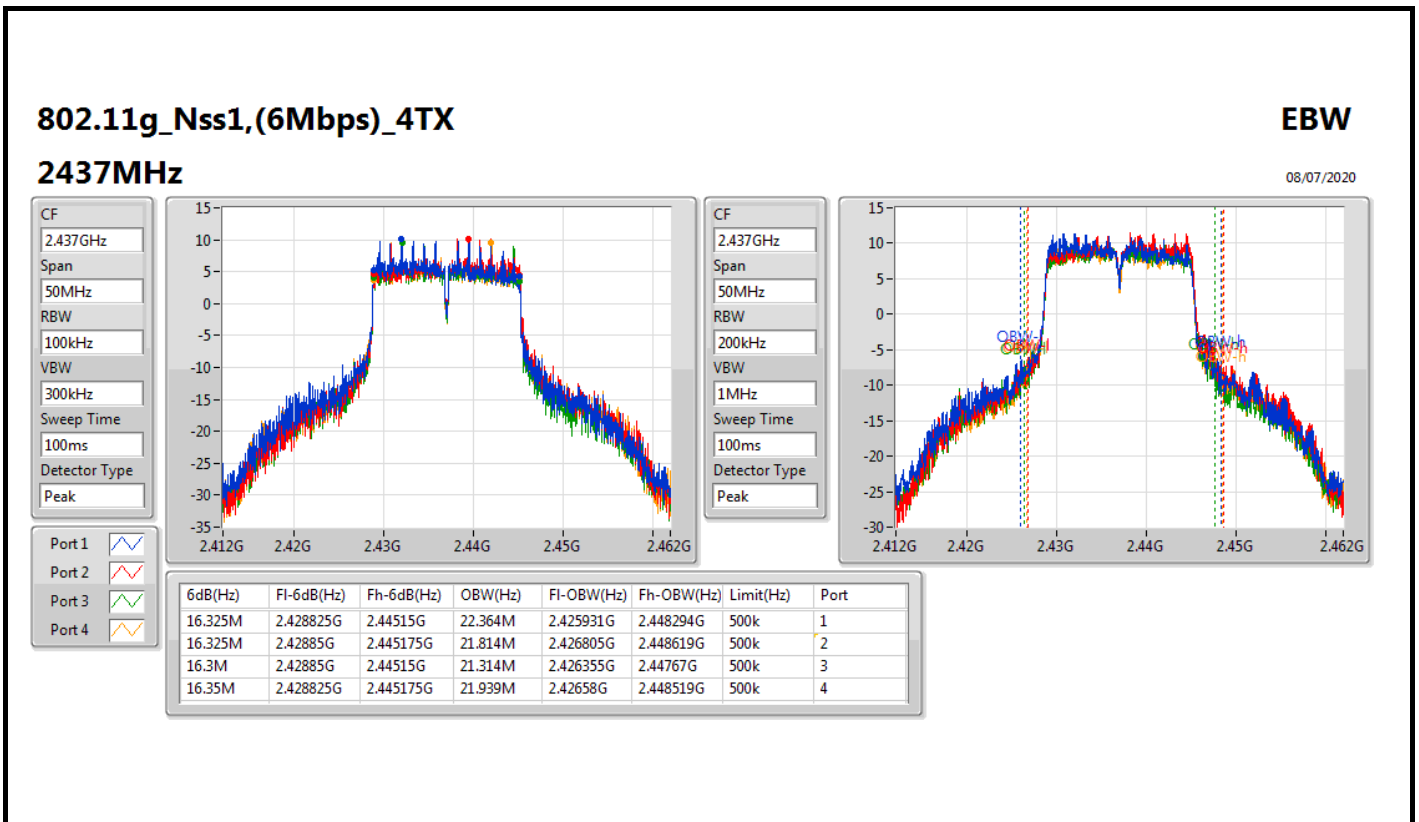 802.11g_Nss1,(6Mbps)_4TX
EBW
2437MHz
08/07/2020
CF
2.437GHz
Span
50MHz
RBW
100kHz
VBW
300kHz
Sweep Time
100ms
Detector Type
Peak
15
10
5
0
-5
-10
-15
-20
-25
-30
-35
2.412G 2.42G 2.43G 2.44G 2.45G 2.462G
CF
2.437GHz
Span
50MHz
RBW
200kHz
VBW
1MHz
Sweep Time
100ms
Detector Type
Peak
15
10
5
0
-5
-10
-15
-20
-25
-30
2.412G 2.42G 2.43G 2.44G 2.45G 2.462G
Port 1
Port 2
Port 3
Port 4
6dB(Hz) Fl-6dB(Hz) Fh-6dB(Hz) OBW(Hz) Fl-OBW(Hz) Fh-OBW(Hz) Limit(Hz) Port
16.325M 2.428825G 2.44515G 22.364M 2.425931G 2.448294G 500k 1
16.325M 2.42885G 2.445175G 21.814M 2.426805G 2.448619G 500k 2
16.3M 2.42885G 2.44515G 21.314M 2.426355G 2.44767G 500k 3
16.35M 2.428825G 2.445175G 21.939M 2.42658G 2.448519G 500k 4